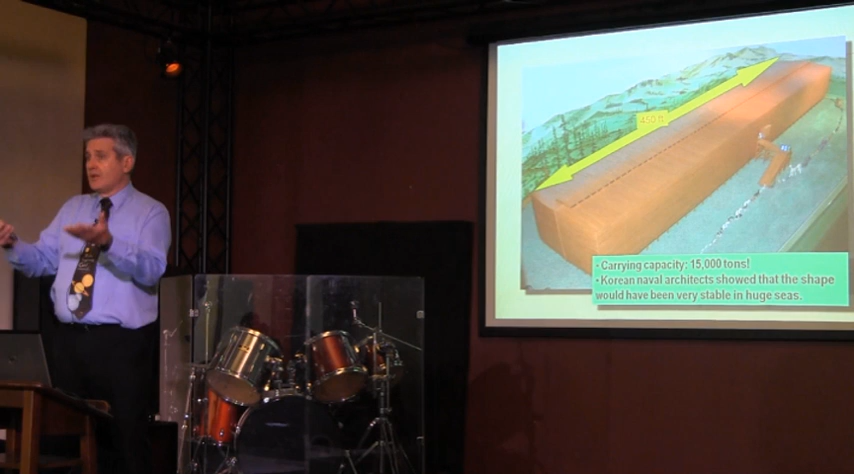 450 ft.
• Carrying capacity: 15,000 tons!
• Korean naval architects showed that the shape
would have been very stable in huge seas.